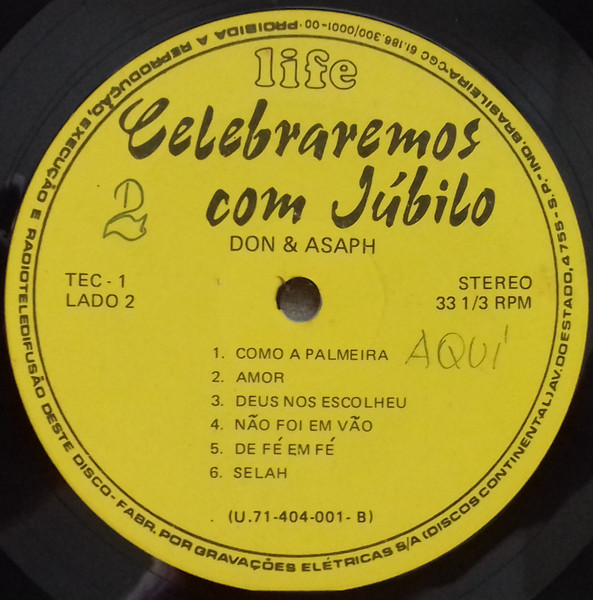 life
Celebraremos
com Júbilo
DON & ASAPH
D
2
TEC - 1
LADO 2
STEREO
33 1/3 RPM
1. COMO A PALMEIRA
AQUÍ
2. AMOR
3. DEUS NOS ESCOLHEU
4. NÃO FOI EM VÃO
5. DE FÉ EM FÉ
6. SELAH
(U.71-404-001- B)
PROIBIDA A REPRODUÇÃO, EXECUÇÃO E RADIOTELEDIFUSÃO DESTE DISCO - FABR. POR GRAVAÇÕES ELÉTRICAS S/A (DISCOS CONTINENTAL) AV. DO ESTADO, 4755 - S.P. - IND. BRASILEIRA - CGC 61.186.300/0001-00 -